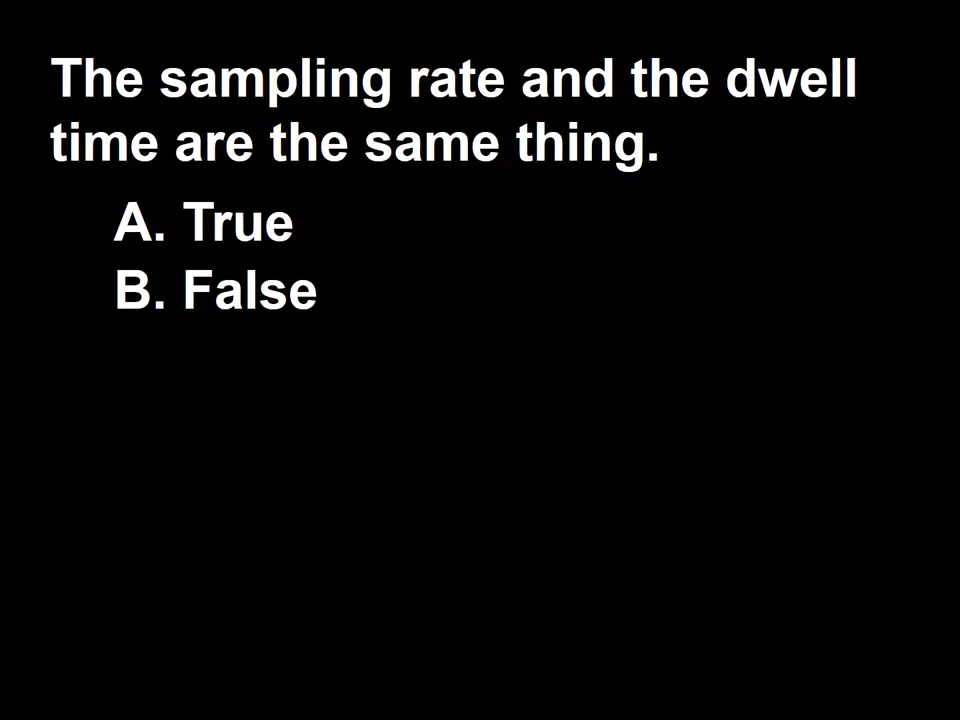 The sampling rate and the dwell
time are the same thing.
A. True
B. False